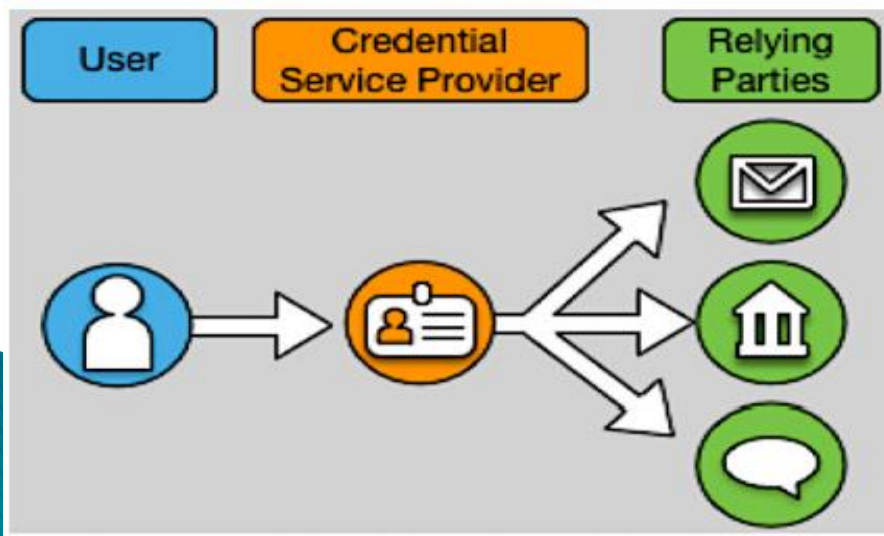 User
Credential
Service Provider
Relying
Parties